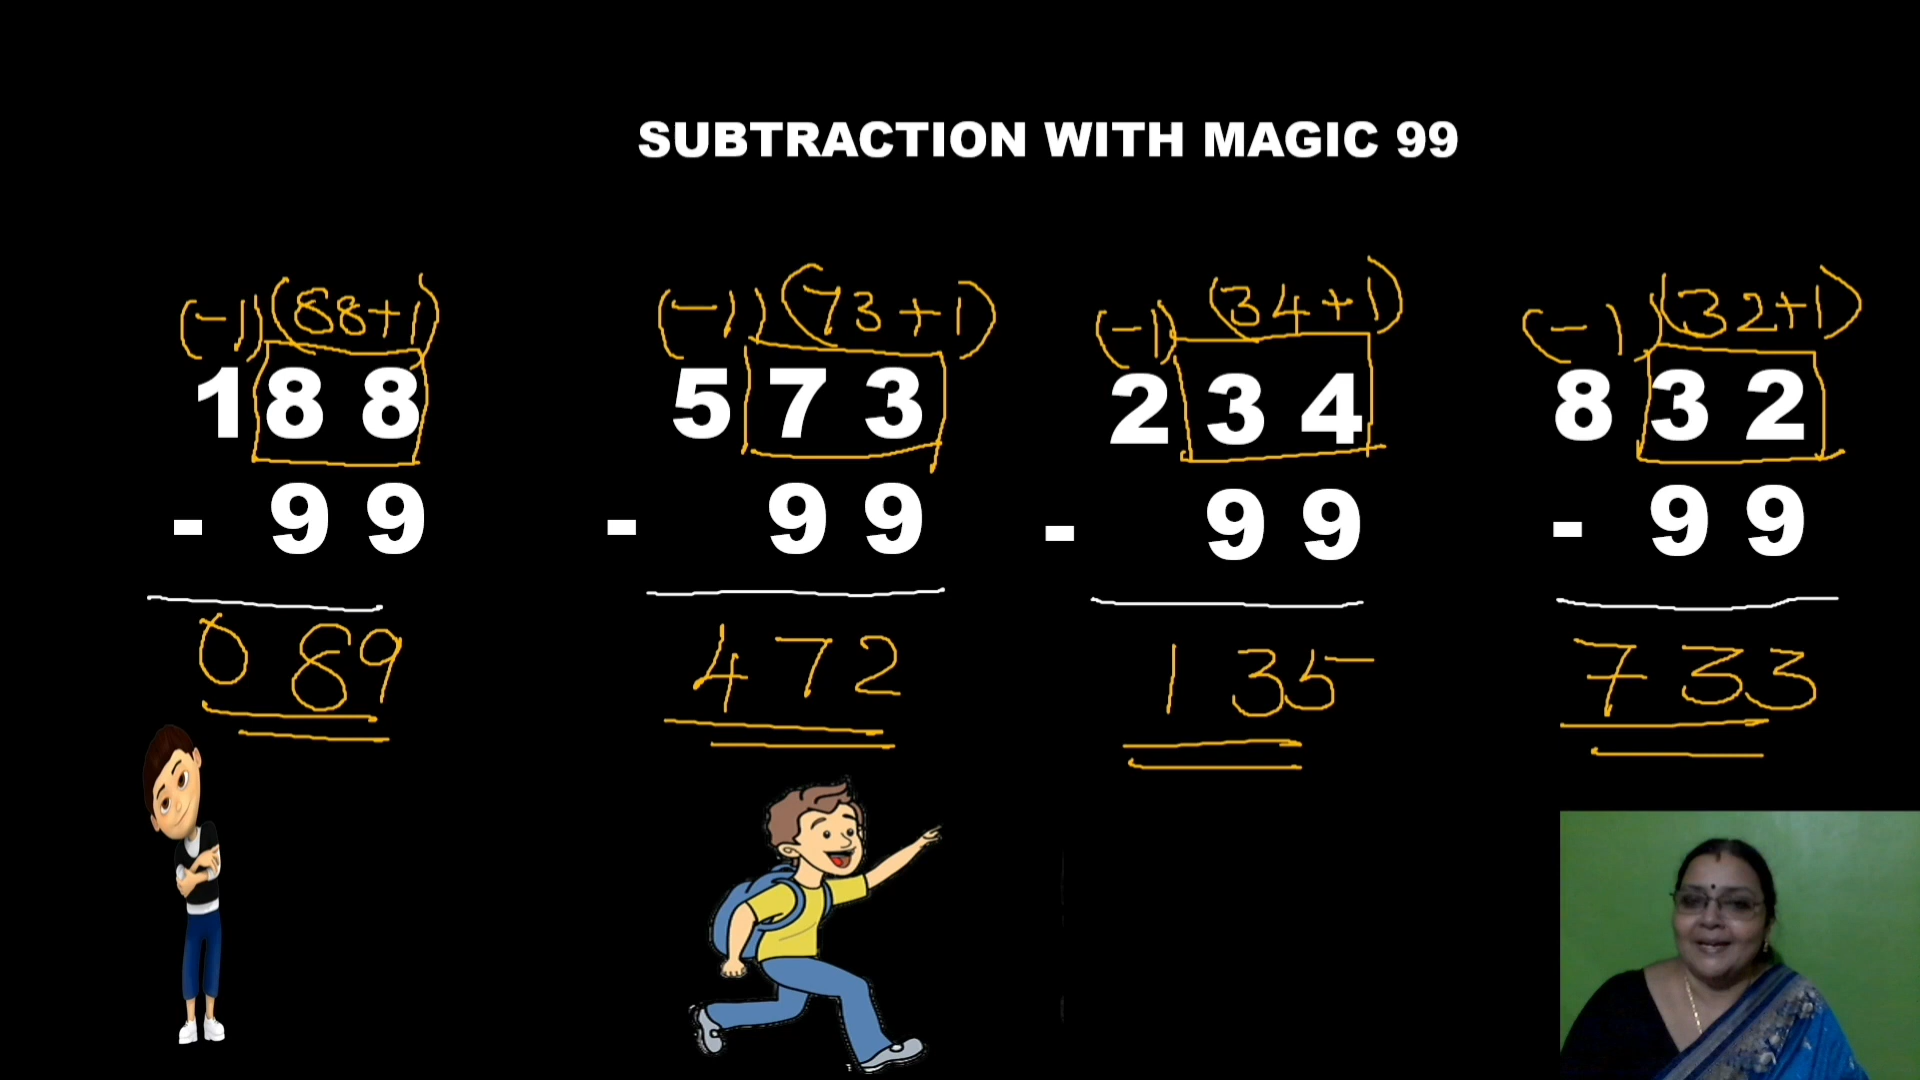 SUBTRACTION WITH MAGIC 99
(-1) (88+1) (-1) (73+1) (-1) (34+1) (-1) (32+1)
188 573 234 832
- 99 - 99 - 99 - 99
089 472 135 733